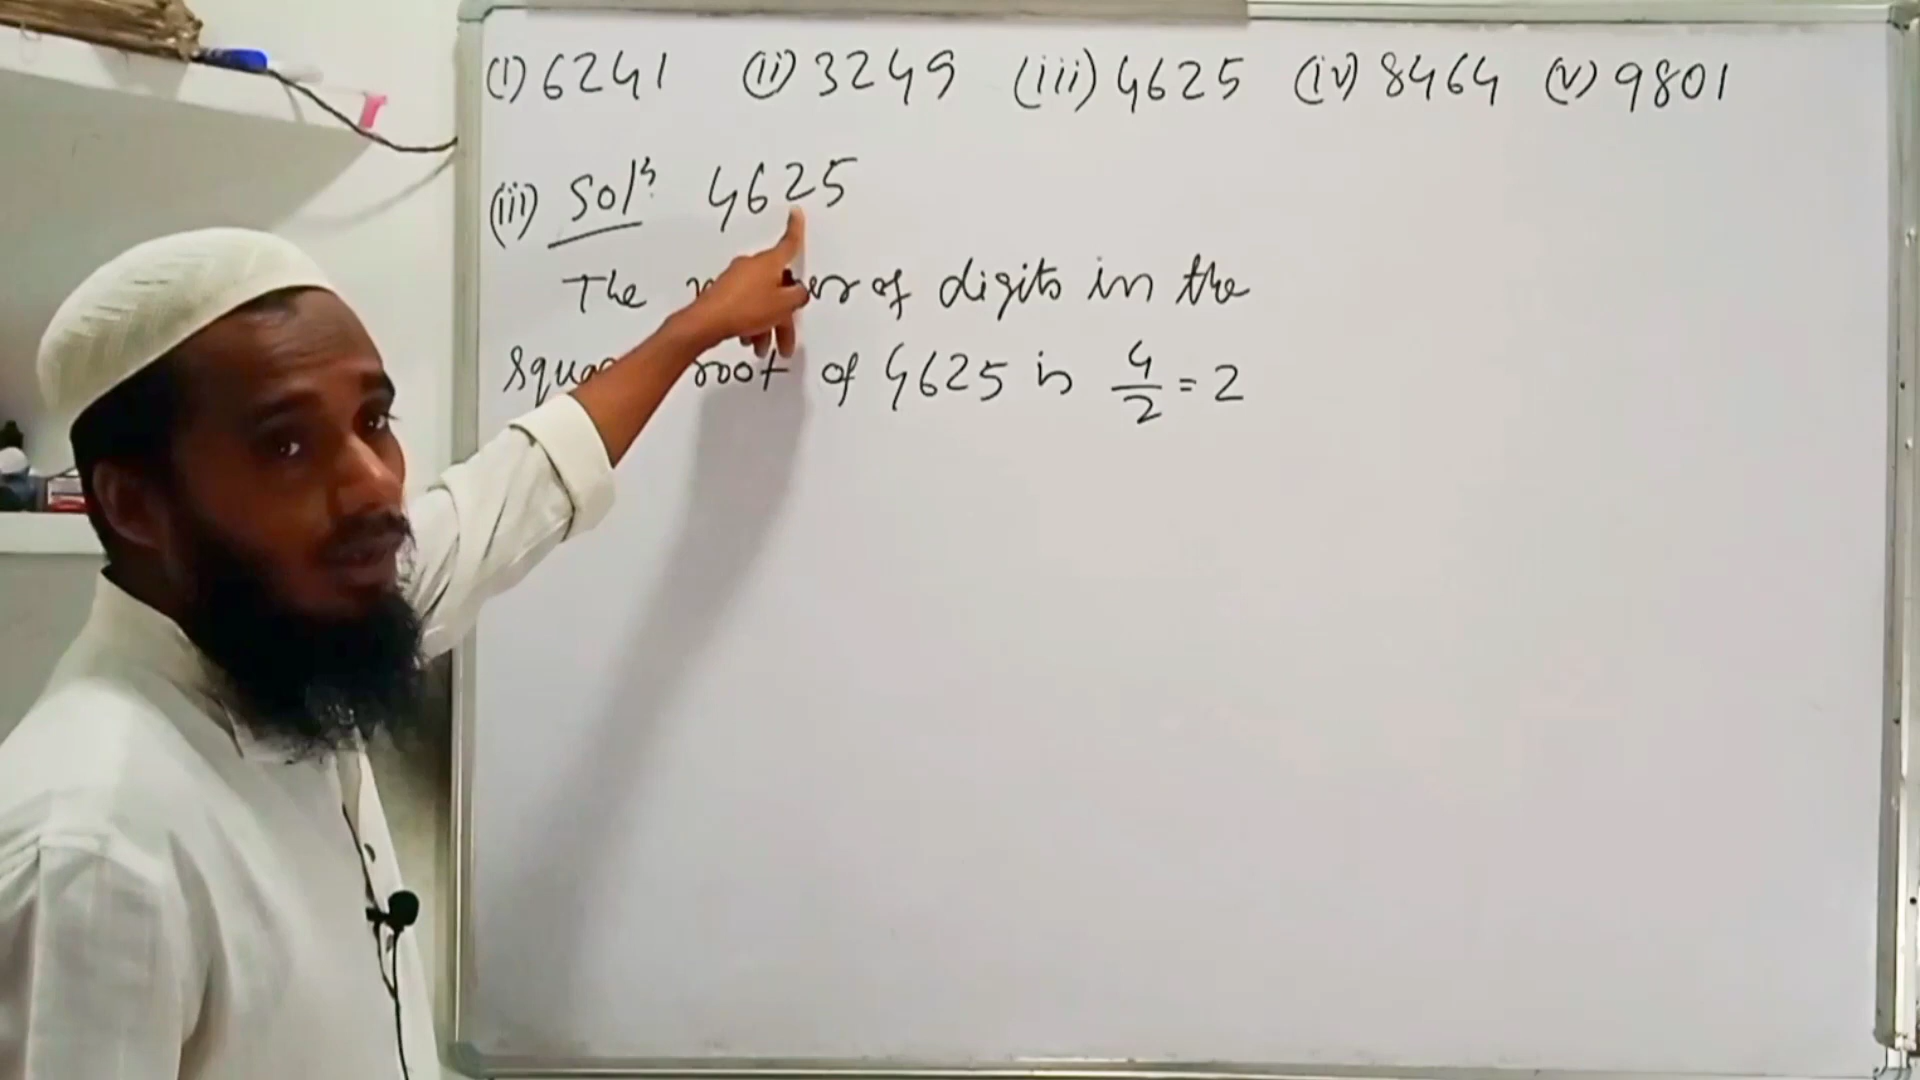 (i) 6241 (ii) 3249 (iii) 4625 (iv) 8464 (v) 9801
(iii) Solⁿ: 4625
The of digits in the
root of 4625 is 4/2 = 2